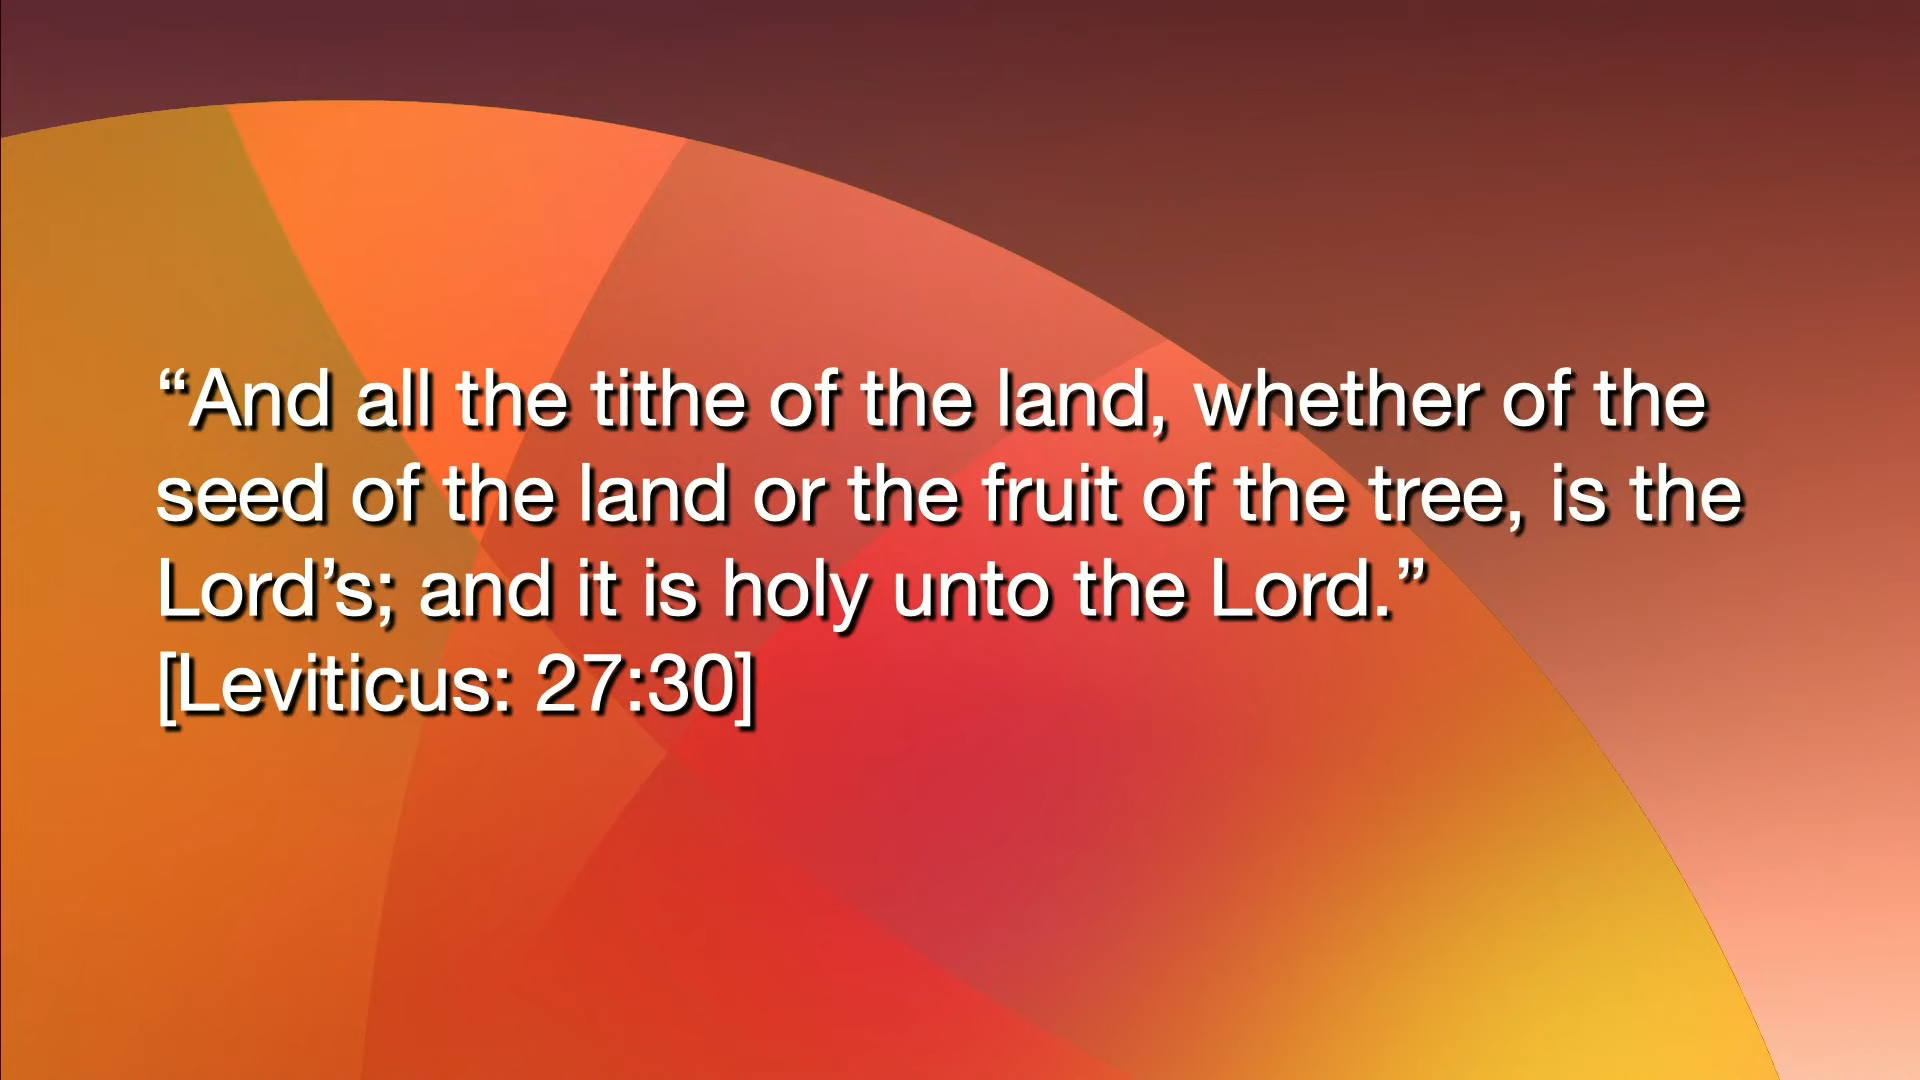 “And all the tithe of the land, whether of the
seed of the land or the fruit of the tree, is the
Lord’s; and it is holy unto the Lord.”
[Leviticus: 27:30]